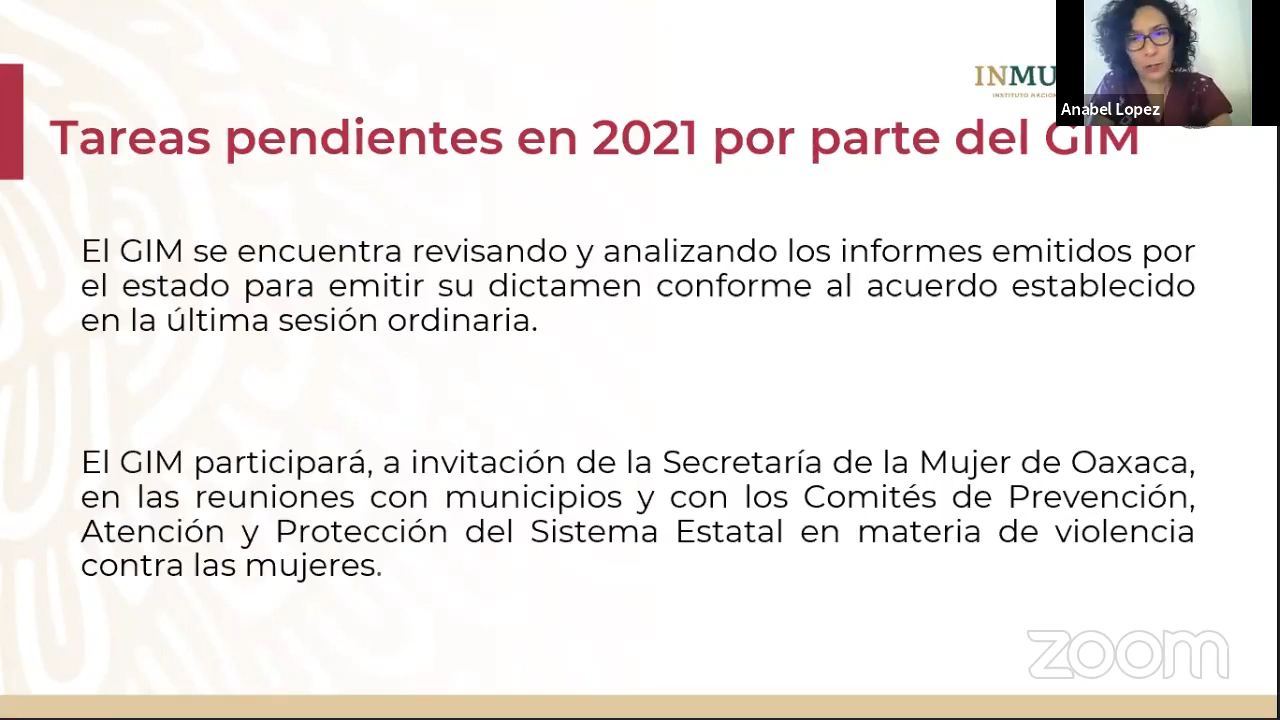 INMU
Anabel Lopez
Tareas pendientes en 2021 por parte del GIM
El GIM se encuentra revisando y analizando los informes emitidos por
el estado para emitir su dictamen conforme al acuerdo establecido
en la última sesión ordinaria.
El GIM participará, a invitación de la Secretaría de la Mujer de Oaxaca,
en las reuniones con municipios y con los Comités de Prevención,
Atención y Protección del Sistema Estatal en materia de violencia
contra las mujeres.
zoom